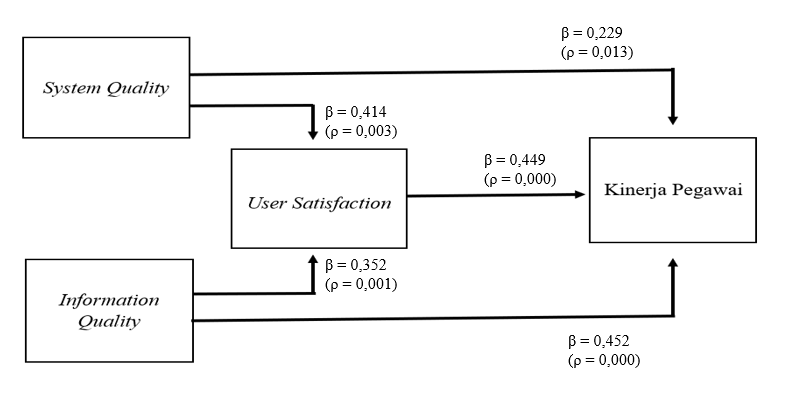 β = 0,229
(ρ = 0,013)
System Quality
β = 0,414
(ρ = 0,003)
β = 0,449
(ρ = 0,000)
User Satisfaction
Kinerja Pegawai
β = 0,352
(ρ = 0,001)
Information
Quality
β = 0,452
(ρ = 0,000)